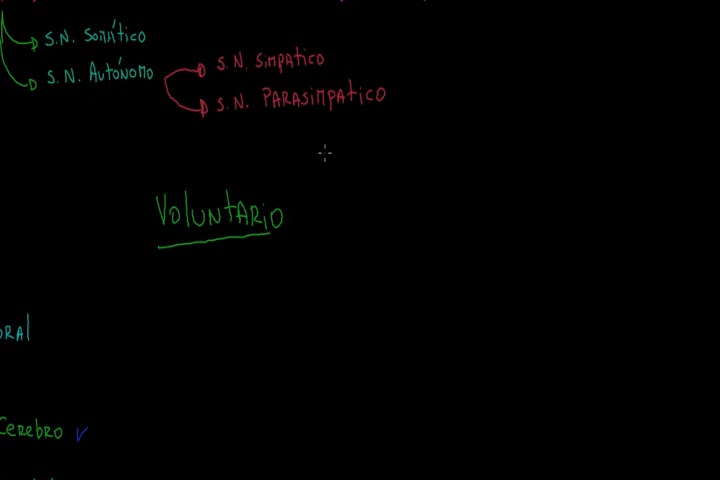 S.N. Somático
S.N. Autónomo
S.N. Simpatico
S.N. Parasimpatico
Voluntario
oral
Cerebro